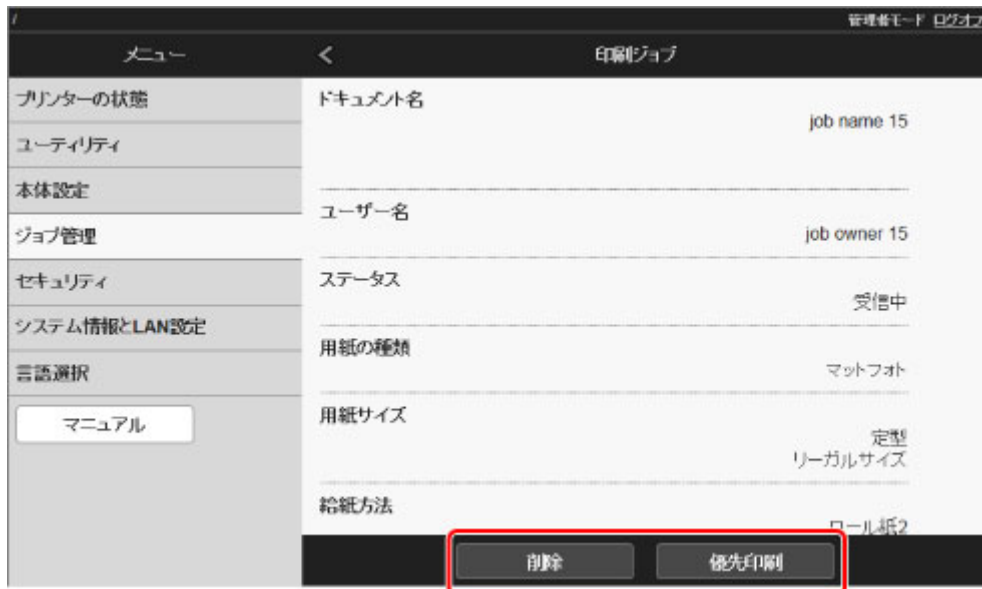 /
管理者モード ログオフ
メニュー
< 印刷ジョブ
プリンターの状態
ユーティリティ
本体設定
ジョブ管理
セキュリティ
システム情報とLAN設定
言語選択
マニュアル
ドキュメント名
job name 15
ユーザー名
job owner 15
ステータス
受信中
用紙の種類
マットフォト
用紙サイズ
定型
リーガルサイズ
給紙方法
ロール紙2
削除
優先印刷